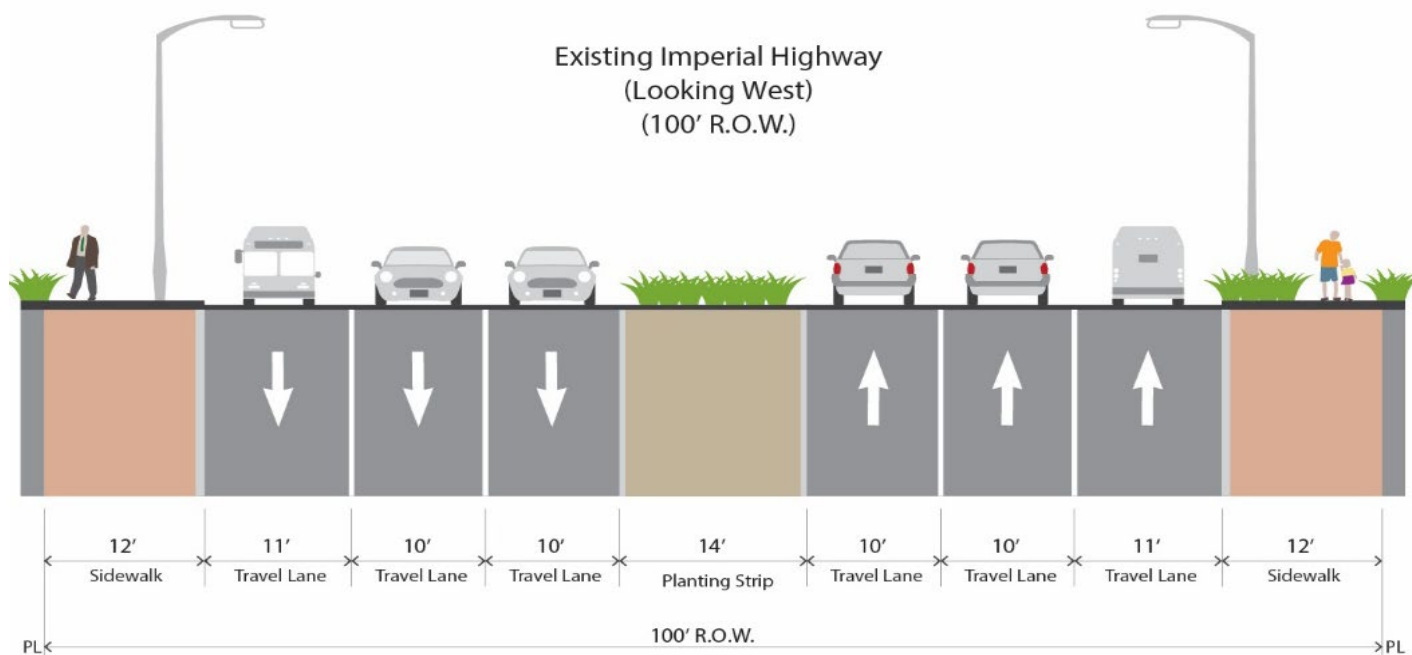 Existing Imperial Highway
(Looking West)
(100’ R.O.W.)
12’ 11’ 10’ 10’ 14’ 10’ 10’ 11’ 12’
Sidewalk Travel Lane Travel Lane Travel Lane Planting Strip Travel Lane Travel Lane Travel Lane Sidewalk
PL 100’ R.O.W. PL